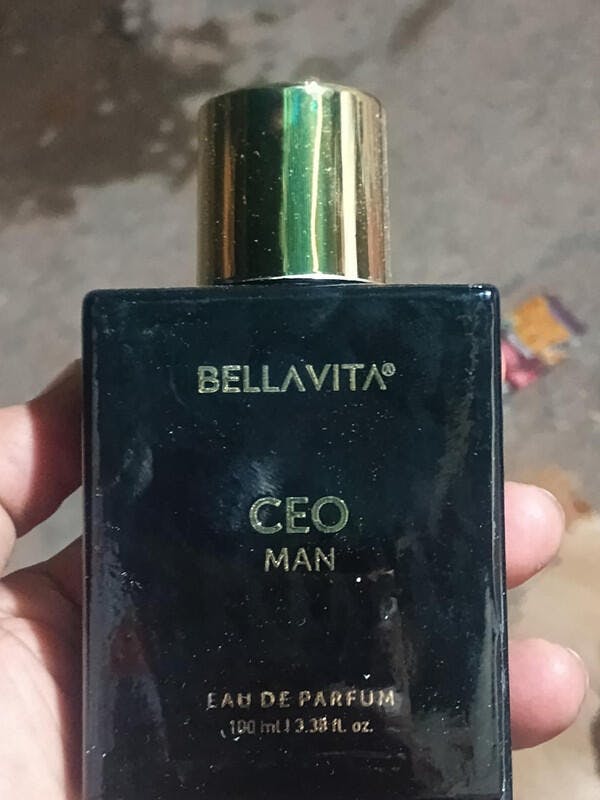 BELLAVITA®
CEO
MAN
EAU DE PARFUM
100 ml | 3.38 fl. oz.